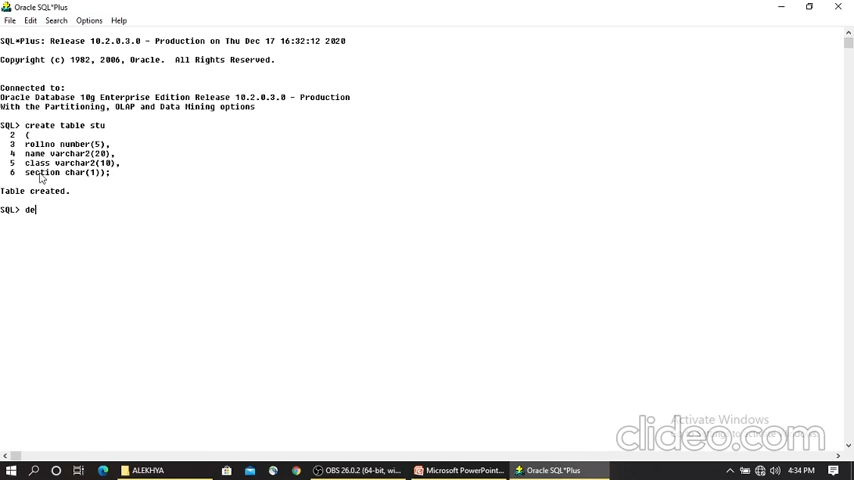 Oracle SQL*Plus
File Edit Search Options Help
SQL*Plus: Release 10.2.0.3.0 - Production on Thu Dec 17 16:32:12 2020
Copyright (c) 1982, 2006, Oracle.  All Rights Reserved.
Connected to:
Oracle Database 10g Enterprise Edition Release 10.2.0.3.0 - Production
With the Partitioning, OLAP and Data Mining options
SQL> create table stu
2  (
3  rollno number(5),
4  name varchar2(20),
5  class varchar2(10),
6  section char(1));
Table created.
SQL> de
Activate Windows
clideo.com
ALEKHYA
OBS 26.0.2 (64-bit, wi...
Microsoft PowerPoint...
Oracle SQL*Plus
4:34 PM